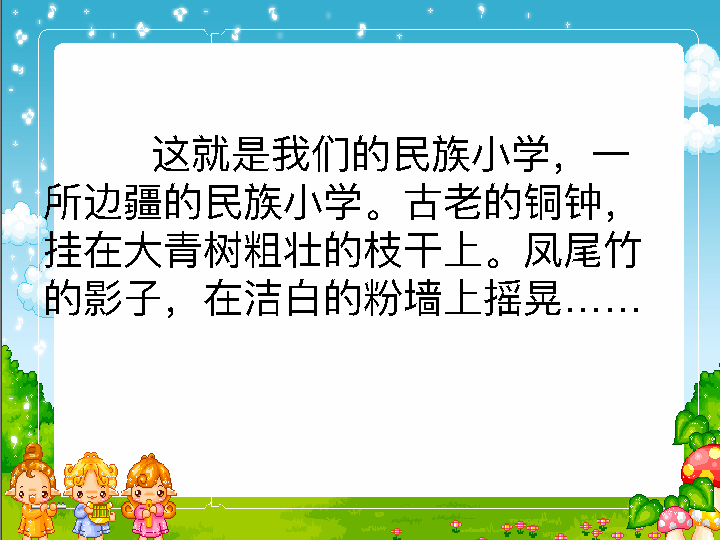 这就是我们的民族小学，一
所边疆的民族小学。古老的铜钟，
挂在大青树粗壮的枝干上。凤尾竹
的影子，在洁白的粉墙上摇晃……